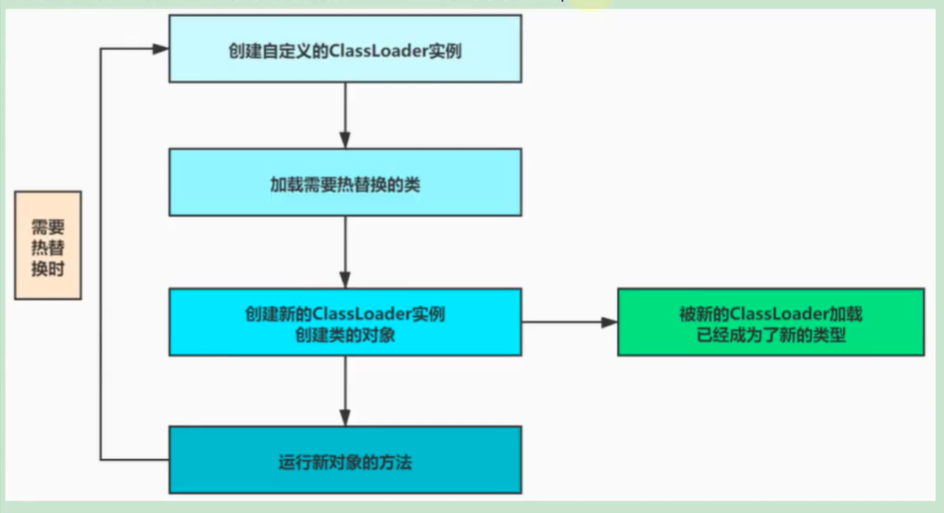 创建自定义的ClassLoader实例
加载需要热替换的类
需要
热替
换时
创建新的ClassLoader实例
创建类的对象
被新的ClassLoader加载
已经成为了新的类型
运行新对象的方法